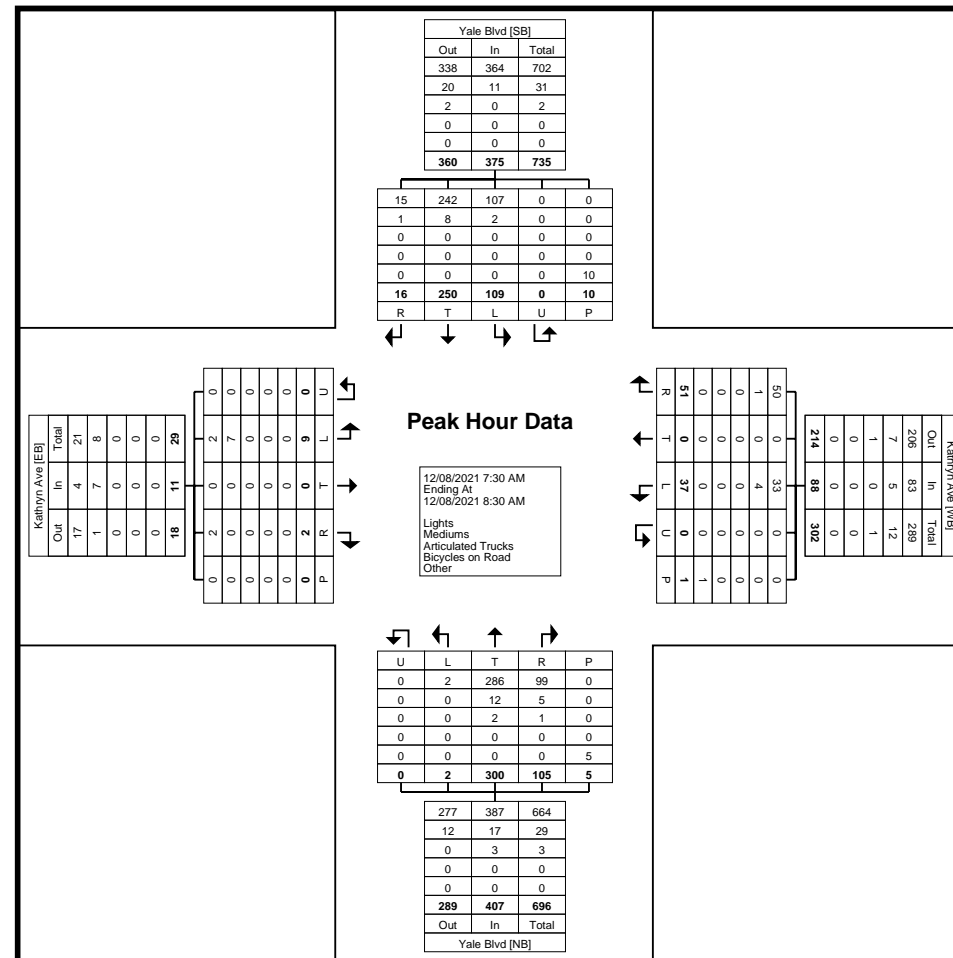 Yale Blvd [SB]
Out In Total
338 364 702
20 11 31
2 0 2
0 0 0
0 0 0
360 375 735
15 242 107 0 0
1 8 2 0 0
0 0 0 0 0
0 0 0 0 0
0 0 0 0 10
16 250 109 0 10
R T L U P
Kathryn Ave [EB]
Total 21 8 0 0 0 29
In 4 7 0 0 0 11
Out 17 1 0 0 0 18
0 0 0 0 0 0 U
2 7 0 0 0 9 L
0 0 0 0 0 0 T
2 0 0 0 0 2 R
0 0 0 0 0 0 P
Peak Hour Data
12/08/2021 7:30 AM
Ending At
12/08/2021 8:30 AM
Lights
Mediums
Articulated Trucks
Bicycles on Road
Other
R 51 0 0 0 1 50
T 0 0 0 0 0 0
L 37 0 0 0 4 33
U 0 0 0 0 0 0
P 1 1 0 0 0 0
214 0 0 1 7 206 Out
88 0 0 0 5 83 In
302 0 0 1 12 289 Total
Kathryn Ave [WB]
U L T R P
0 2 286 99 0
0 0 12 5 0
0 0 2 1 0
0 0 0 0 0
0 0 0 0 5
0 2 300 105 5
277 387 664
12 17 29
0 3 3
0 0 0
0 0 0
289 407 696
Out In Total
Yale Blvd [NB]